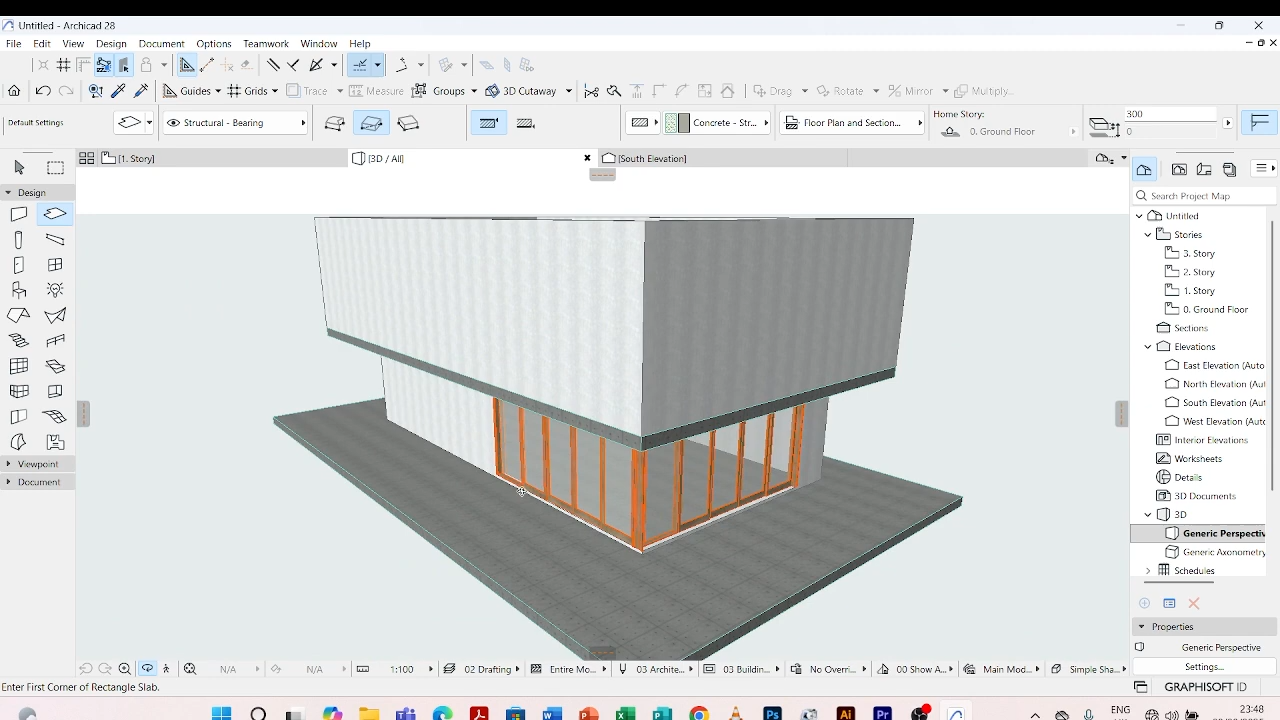 Untitled - Archicad 28
File Edit View Design Document Options Teamwork Window Help
Guides Grids Trace Measure Groups 3D Cutaway Drag Rotate Mirror Multiply...
Default Settings
Structural - Bearing
Concrete - Str...
Floor Plan and Section...
Home Story:
0. Ground Floor
300
0
[1. Story]
[3D / All]
[South Elevation]
Design
Viewpoint
Document
Search Project Map
Untitled
Stories
3. Story
2. Story
1. Story
0. Ground Floor
Sections
Elevations
East Elevation (Auto
North Elevation (Aut
South Elevation (Aut
West Elevation (Auto
Interior Elevations
Worksheets
Details
3D Documents
3D
Generic Perspectiv
Generic Axonometry
Schedules
Properties
Generic Perspective
Settings...
N/A
N/A
1:100
02 Drafting
Entire Mo...
03 Archite...
03 Buildin...
No Overri...
00 Show A...
Main Mod...
Simple Sha...
Enter First Corner of Rectangle Slab.
GRAPHISOFT ID
ENG
23:48